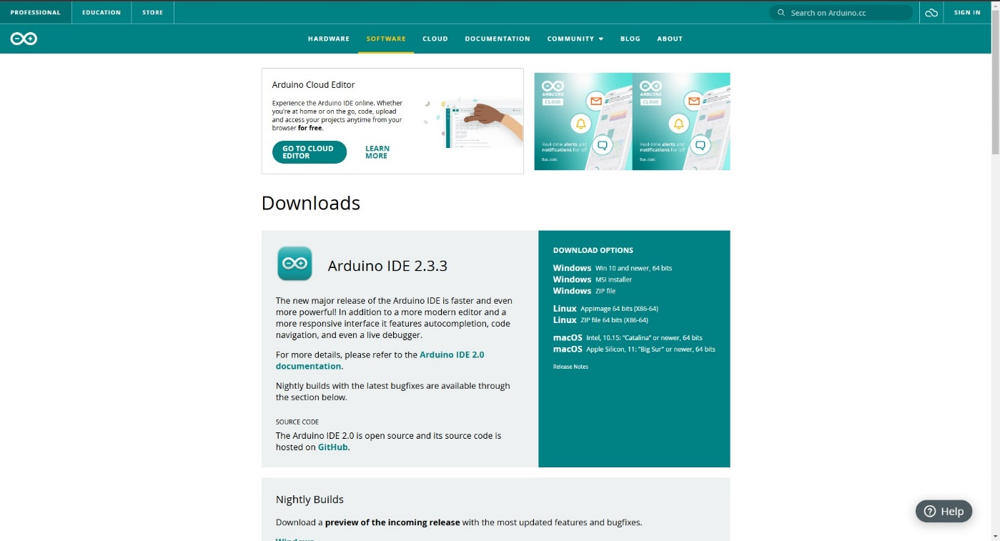 PROFESSIONAL
EDUCATION
STORE
Search on Arduino.cc
SIGN IN
HARDWARE
SOFTWARE
CLOUD
DOCUMENTATION
COMMUNITY
BLOG
ABOUT
Arduino Cloud Editor
Experience the Arduino IDE online. Whether
you're at home or on the go, code, upload
and access your projects anytime from your
browser for free.
GO TO CLOUD
EDITOR
LEARN
MORE
ARDUINO
CLOUD
Real-time alerts and
notifications for IoT
Buy now!
ARDUINO
CLOUD
Real-time alerts and
notifications for IoT
Buy now!
Downloads
Arduino IDE 2.3.3
The new major release of the Arduino IDE is faster and even
more powerful! In addition to a more modern editor and a
more responsive interface it features autocompletion, code
navigation, and even a live debugger.
For more details, please refer to the Arduino IDE 2.0
documentation.
Nightly builds with the latest bugfixes are available through
the section below.
SOURCE CODE
The Arduino IDE 2.0 is open source and its source code is
hosted on GitHub.
DOWNLOAD OPTIONS
Windows Win 10 and newer, 64 bits
Windows MSI installer
Windows ZIP file
Linux AppImage 64 bits (X86-64)
Linux ZIP file 64 bits (X86-64)
macOS Intel, 10.15: “Catalina” or newer, 64 bits
macOS Apple Silicon, 11: “Big Sur” or newer, 64 bits
Release Notes
Nightly Builds
Download a preview of the incoming release with the most updated features and bugfixes.
Windows
Help